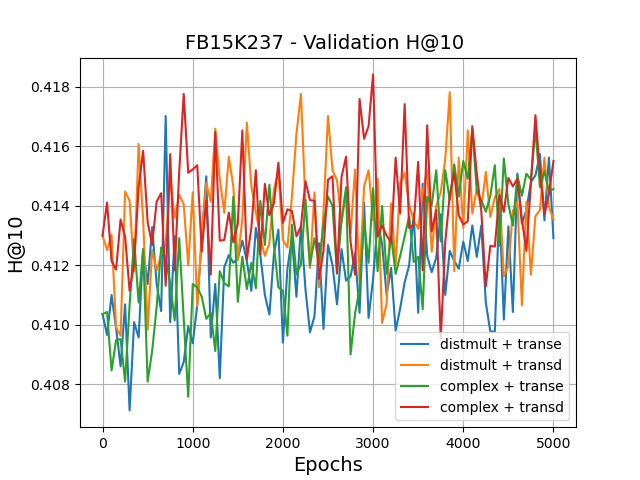 FB15K237 - Validation H@10
H@10
0.418
0.416
0.414
0.412
0.410
0.408
0
1000
2000
3000
4000
5000
Epochs
distmult + transe
distmult + transd
complex + transe
complex + transd